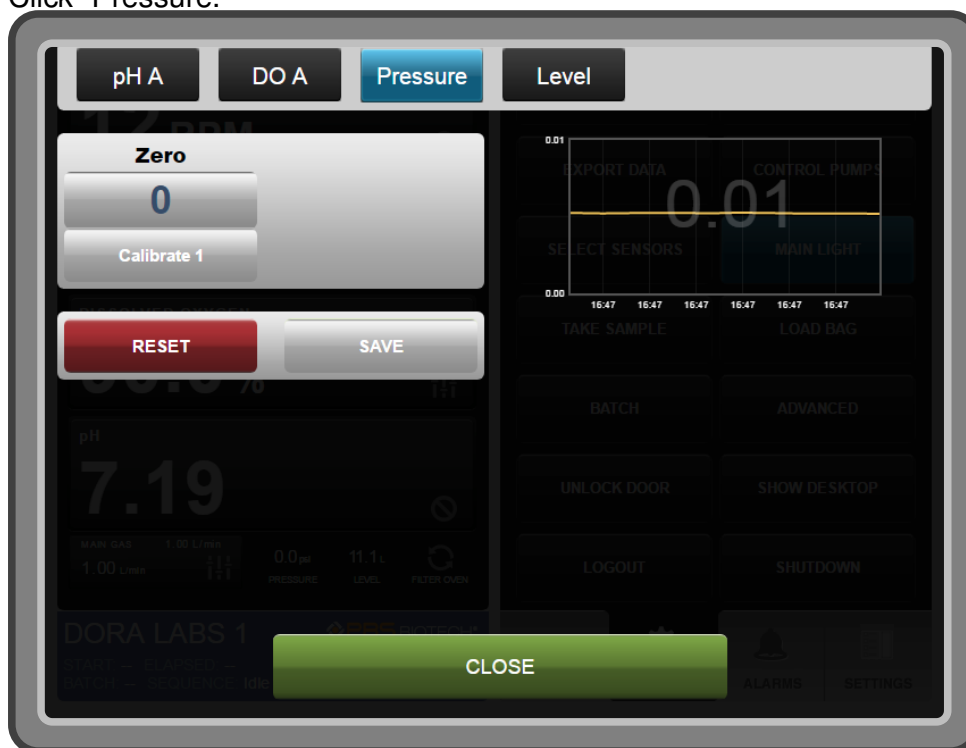 Click "Pressure.
pH A DO A Pressure Level
12 RPM
Zero
0
Calibrate 1
RESET SAVE
0.01
0.01
0.00
16:47 16:47 16:47 16:47 16:47 16:47
EXPORT DATA CONTROL PUMPS
SELECT SENSORS MAIN LIGHT
TAKE SAMPLE LOAD BAG
BATCH ADVANCED
UNLOCK DOOR SHOW DESKTOP
LOGOUT SHUTDOWN
%
pH
7.19
MAIN GAS 1.00 L/min
1.00 L/min
0.0 psi 11.1 L
PRESSURE LEVEL FILTER OVEN
DORA LABS 1 PBS BIOTECH
START — ELAPSED —
BATCH — SEQUENCE Idle
CLOSE
ALARMS SETTINGS